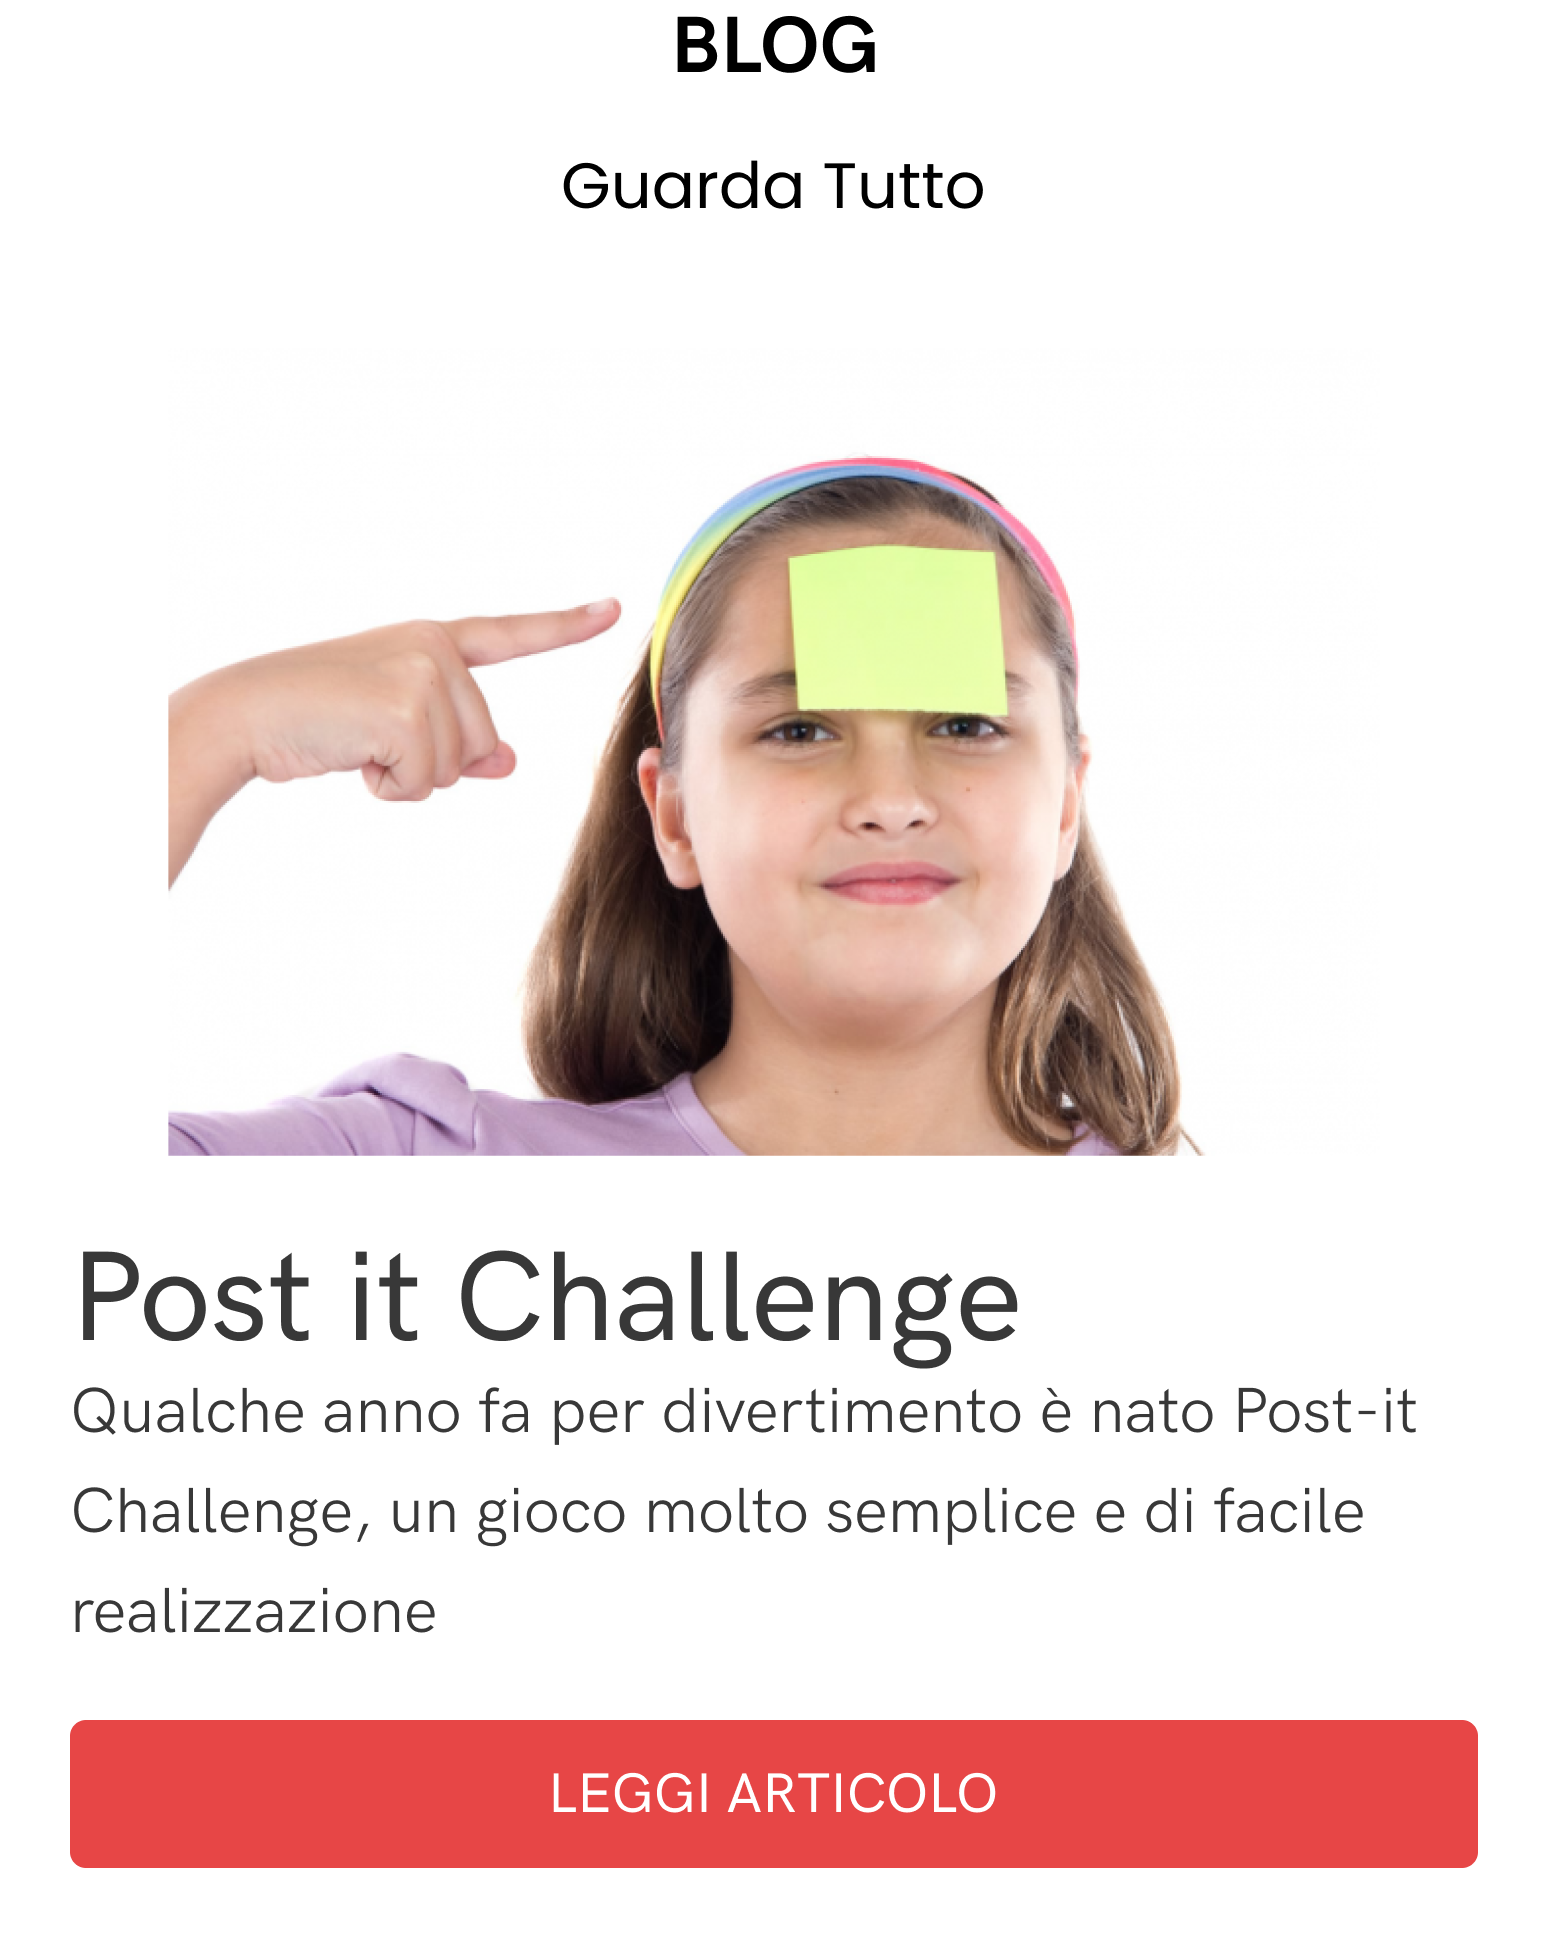 BLOG
Guarda Tutto
Post it Challenge
Qualche anno fa per divertimento è nato Post-it
Challenge, un gioco molto semplice e di facile
realizzazione
LEGGI ARTICOLO